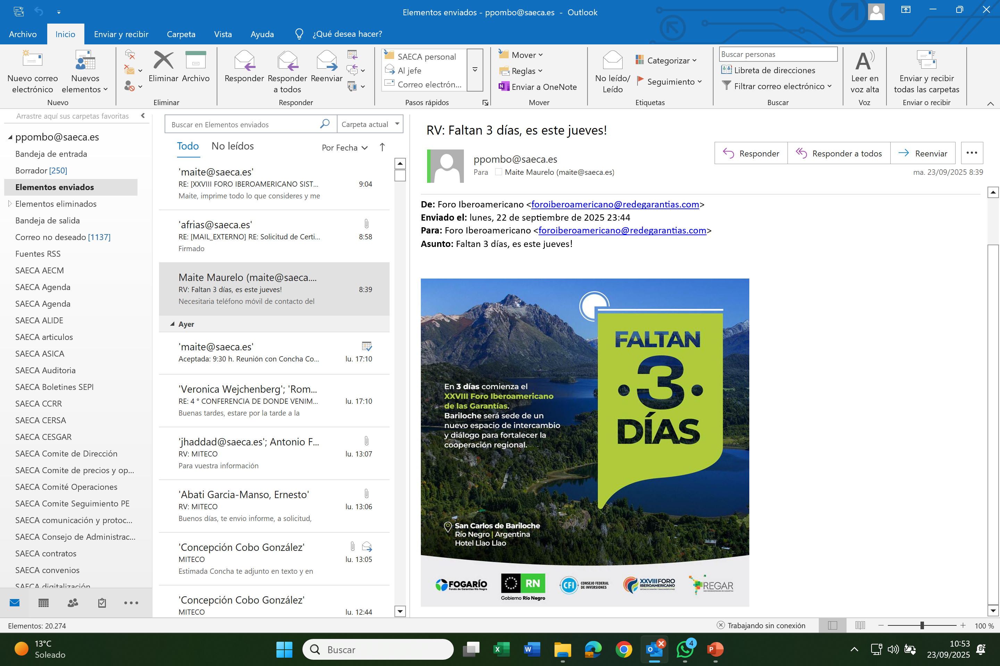 Elementos enviados - ppombo@saeca.es - Outlook
Archivo
Inicio
Enviar y recibir
Carpeta
Vista
Ayuda
¿Qué desea hacer?
Nuevo correo electrónico
Nuevos elementos
Nuevo
Eliminar
Archivo
Eliminar
Responder
Responder a todos
Reenviar
Responder
SAECA personal
Al jefe
Correo electrón...
Pasos rápidos
Mover
Reglas
Enviar a OneNote
Mover
No leído/ Leído
Categorizar
Seguimiento
Etiquetas
Buscar personas
Libreta de direcciones
Filtrar correo electrónico
Buscar
Leer en voz alta
Voz
Enviar y recibir todas las carpetas
Enviar o recibir
Arrastre aquí sus carpetas favoritas
ppombo@saeca.es
Bandeja de entrada
Borrador [250]
Elementos enviados
Elementos eliminados
Bandeja de salida
Correo no deseado [1137]
Fuentes RSS
SAECA AECM
SAECA Agenda
SAECA Agenda
SAECA ALIDE
SAECA articulos
SAECA ASICA
SAECA Auditoria
SAECA Boletines SEPI
SAECA CCRR
SAECA CERSA
SAECA CESGAR
SAECA Comite de Dirección
SAECA Comite de precios y op...
SAECA Comité Operaciones
SAECA Comite Seguimiento PE
SAECA comunicación y protoc...
SAECA Consejo de Administrac...
SAECA contratos
SAECA convenios
SAECA digitalización
Buscar en Elementos enviados
Carpeta actual
Todo
No leídos
Por Fecha
'maite@saeca.es'
RE: [XXVIII FORO IBEROAMERICANO SIST... 9:04
Maite, imprime todo lo que consideres y me
'afrias@saeca.es'
RE: [MAIL_EXTERNO] RE: Solicitud de Certi... 8:58
Firmado
Maite Maurelo (maite@saeca....
RV: Faltan 3 días, es este jueves! 8:39
Necesitaria teléfono móvil de contacto del
Ayer
'maite@saeca.es'
Aceptada: 9:30 h. Reunión con Concha Co... lu. 17:10
'Veronica Wejchenberg'; 'Rom...
RE: 4 ° CONFERENCIA DE DONDE VENIM... lu. 17:10
Buenas tardes, estare por la tarde a la
'jhaddad@saeca.es'; Antonio F...
RV: MITECO lu. 13:07
Para vuestra información
'Abati Garcia-Manso, Ernesto'
RV: MITECO lu. 13:06
Buenos días, te envio informe, a solicitud,
'Concepción Cobo González'
MITECO lu. 13:05
Estimada Concha te adjunto en texto y en
'Concepción Cobo González'
MITECO lu. 12:44
RV: Faltan 3 días, es este jueves!
ppombo@saeca.es
Para Maite Maurelo (maite@saeca.es)
Responder
Responder a todos
Reenviar
ma. 23/09/2025 8:39
De: Foro Iberoamericano <foroiberoamericano@redegarantias.com>
Enviado el: lunes, 22 de septiembre de 2025 23:44
Para: Foro Iberoamericano <foroiberoamericano@redegarantias.com>
Asunto: Faltan 3 días, es este jueves!
FALTAN
·3·
DÍAS
En 3 días comienza el
XXVIII Foro Iberoamericano
de las Garantías.
Bariloche será sede de un
nuevo espacio de intercambio
y diálogo para fortalecer la
cooperación regional.
San Carlos de Bariloche
Río Negro | Argentina
Hotel Llao Llao
FOGARÍO
Fondo de Garantías Río Negro
RN
Gobierno Río Negro
CFI
CONSEJO FEDERAL
DE INVERSIONES
XXVIII FORO
IBEROAMERICANO
REGAR
Elementos: 20.274
Trabajando sin conexión
100 %
13°C
Soleado
Buscar
4
10:53
23/09/2025